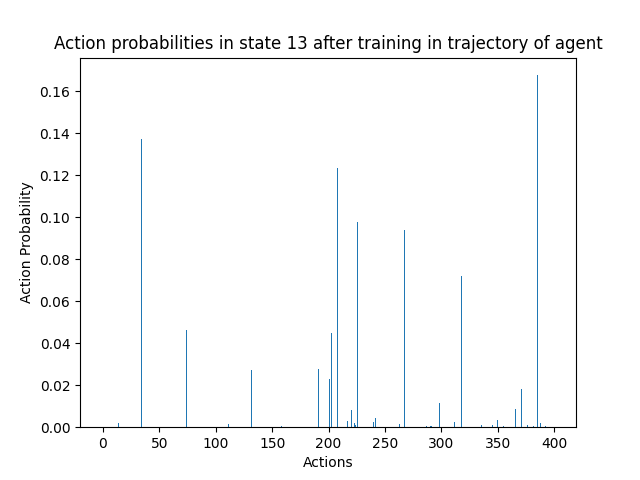 Action probabilities in state 13 after training in trajectory of agent
0.16
0.14
0.12
0.10
0.08
0.06
0.04
0.02
0.00
Action Probability
0 50 100 150 200 250 300 350 400
Actions